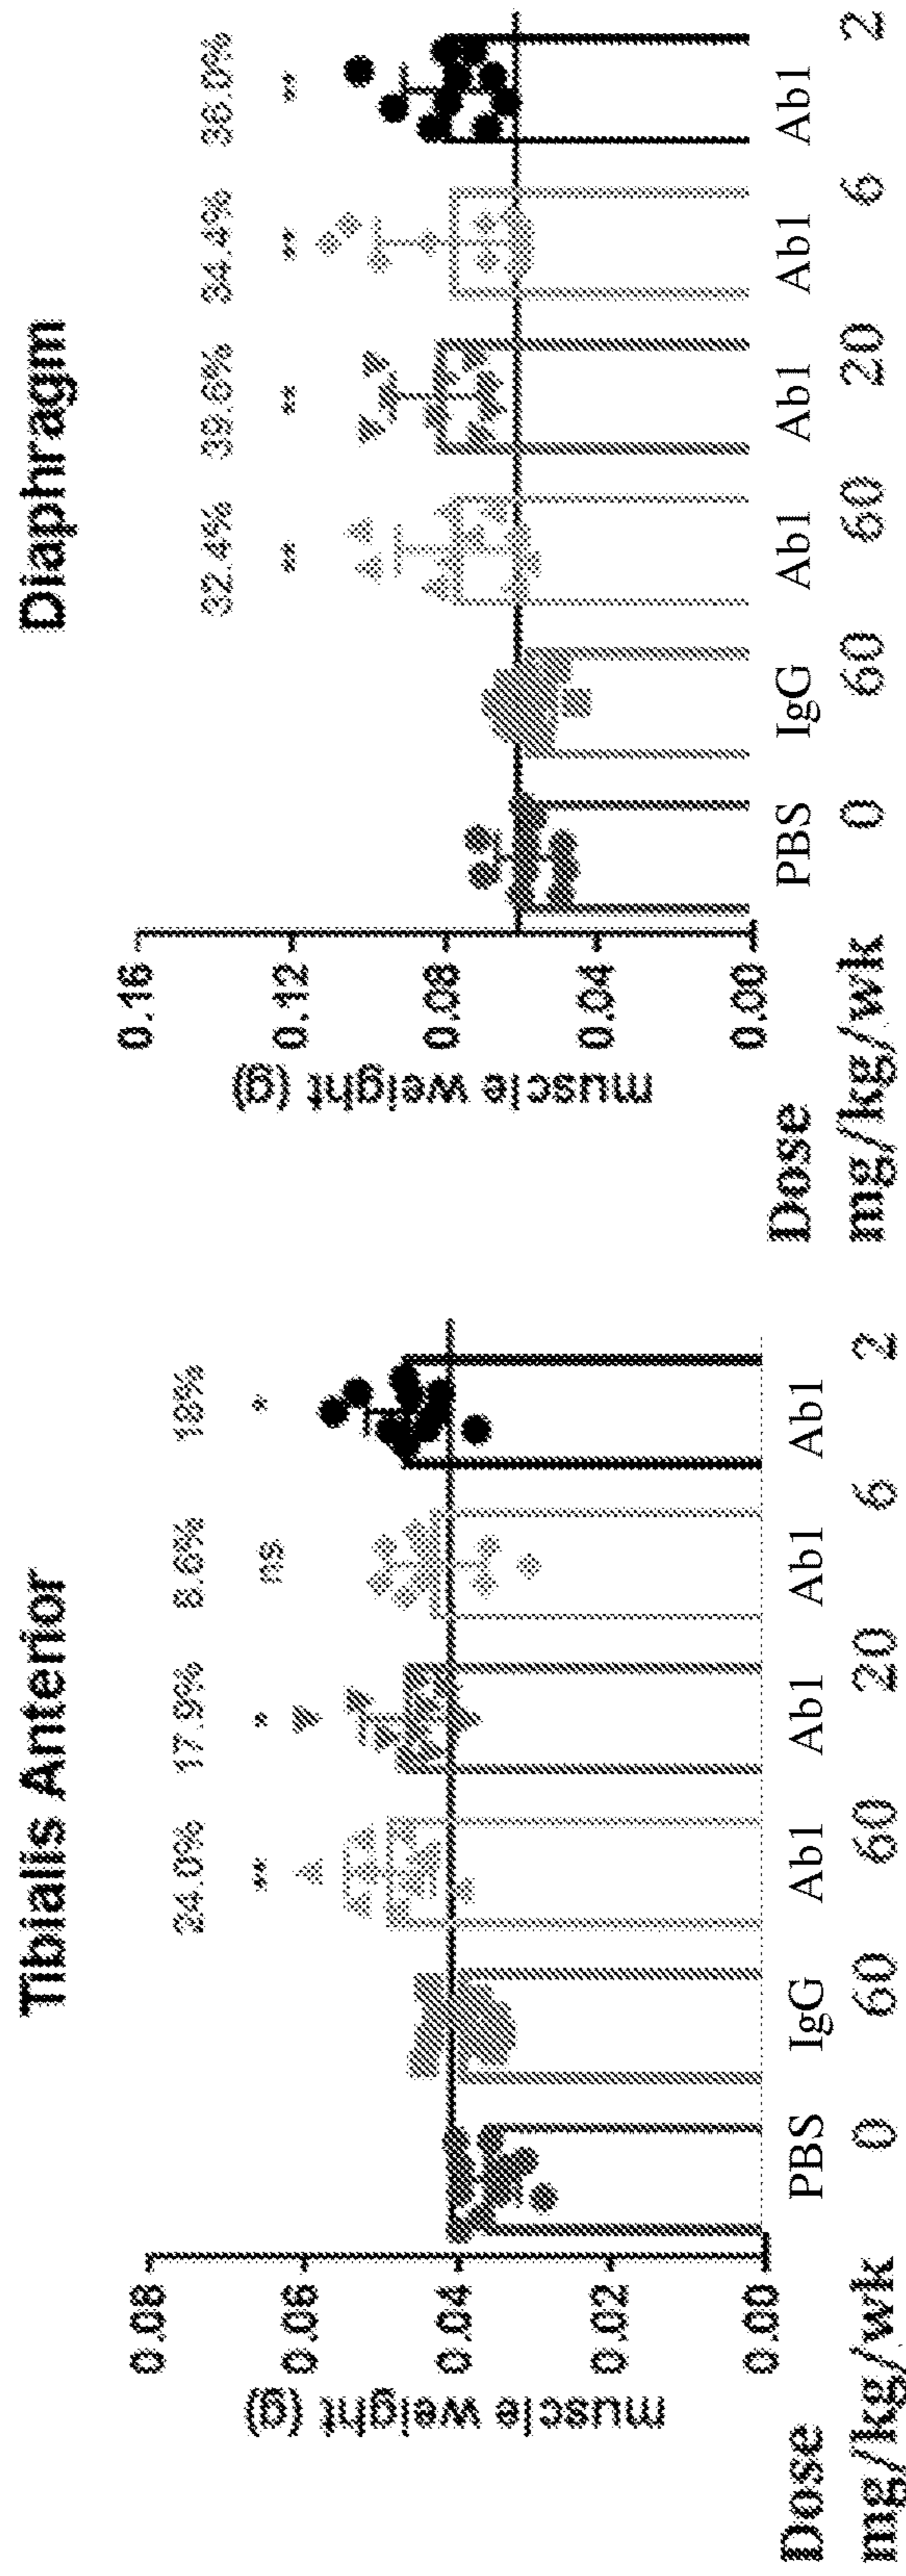 Tibialis Anterior
24.0% 17.9% 8.6% 18%
** * ns *
muscle weight (g)
0.08
0.06
0.04
0.02
0.00
PBS IgG Ab1 Ab1 Ab1 Ab1
Dose
mg/kg/wk 0 60 60 20 6 2
Diaphragm
32.4% 39.6% 34.4%
** ** ** **
muscle weight (g)
0.16
0.12
0.08
0.04
0.00
PBS IgG Ab1 Ab1 Ab1 Ab1
Dose
mg/kg/wk 0 60 60 20 6 2